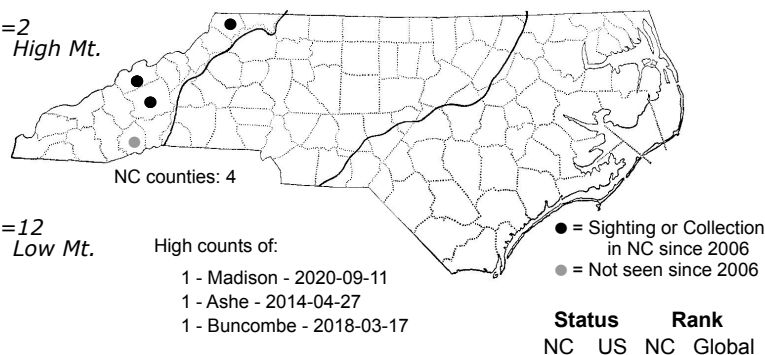 =2
High Mt.
NC counties: 4
=12
Low Mt.
High counts of:
1 - Madison - 2020-09-11
1 - Ashe - 2014-04-27
1 - Buncombe - 2018-03-17
● = Sighting or Collection
in NC since 2006
● = Not seen since 2006
Status Rank
NC US NC Global